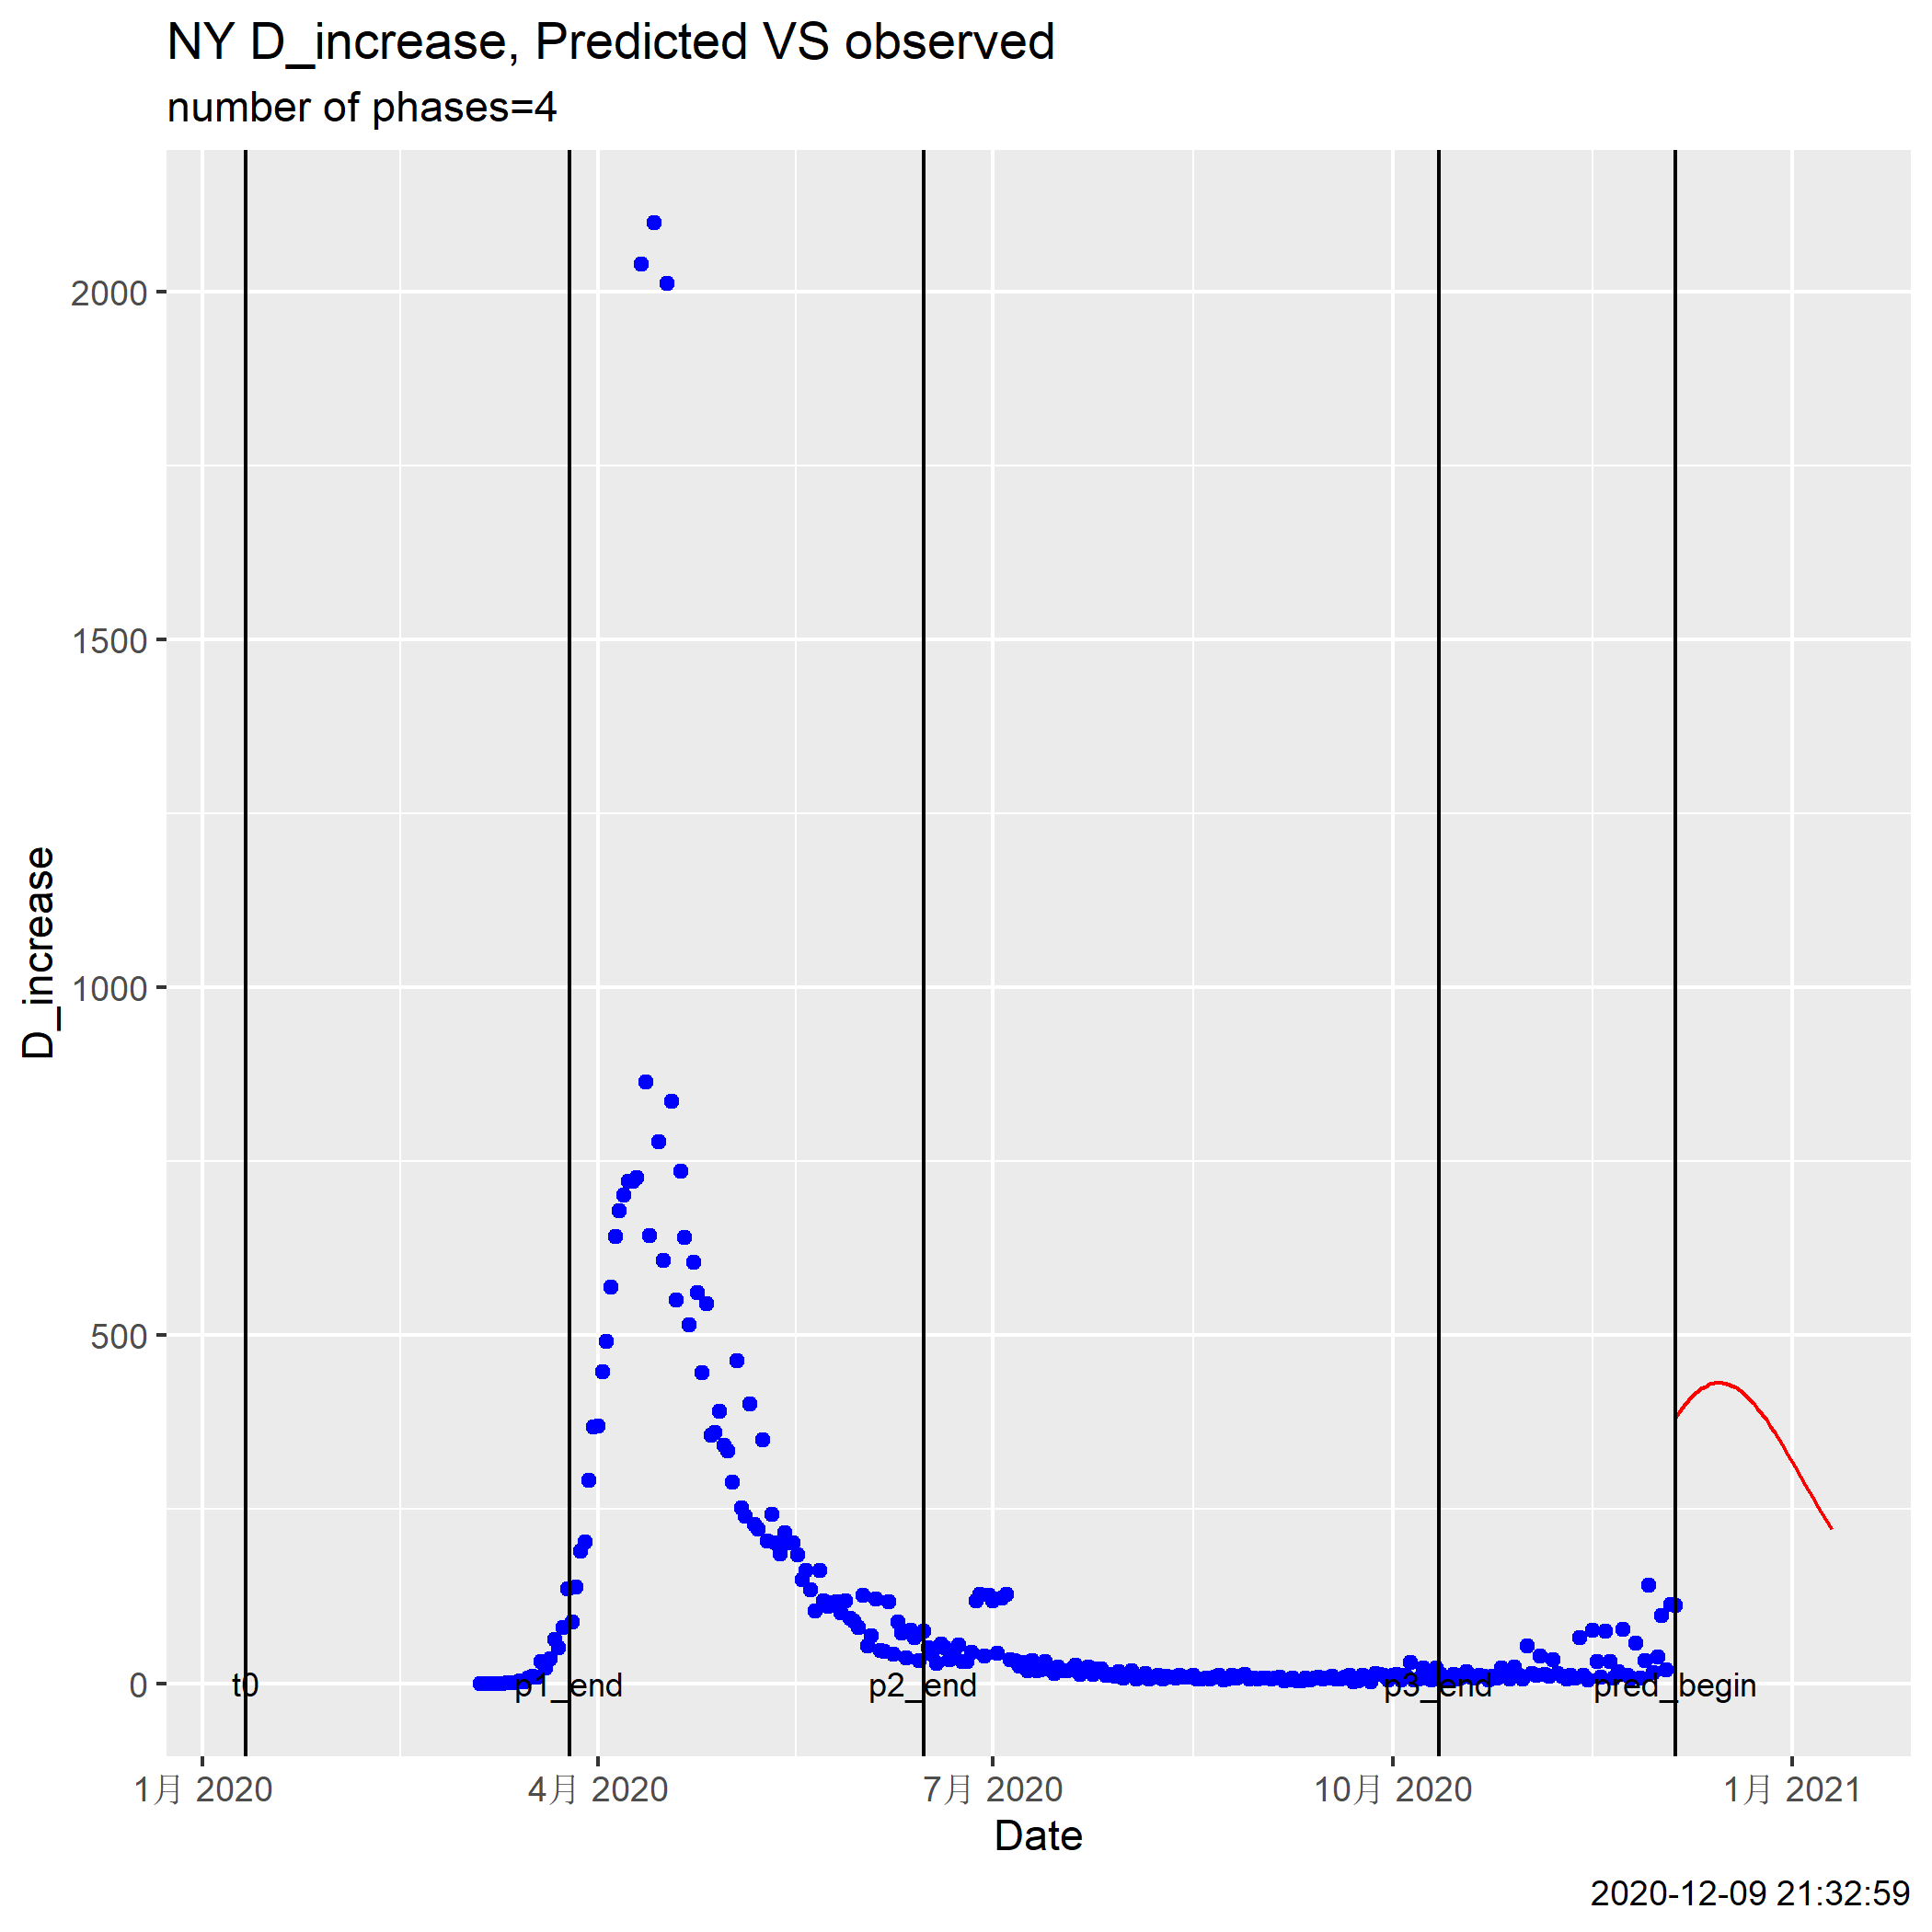 NY D_increase, Predicted VS observed
number of phases=4
D_increase
2000
1500
1000
500
0
t0
p1_end
p2_end
p3_end
pred_begin
1月 2020
4月 2020
7月 2020
10月 2020
1月 2021
Date
2020-12-09 21:32:59